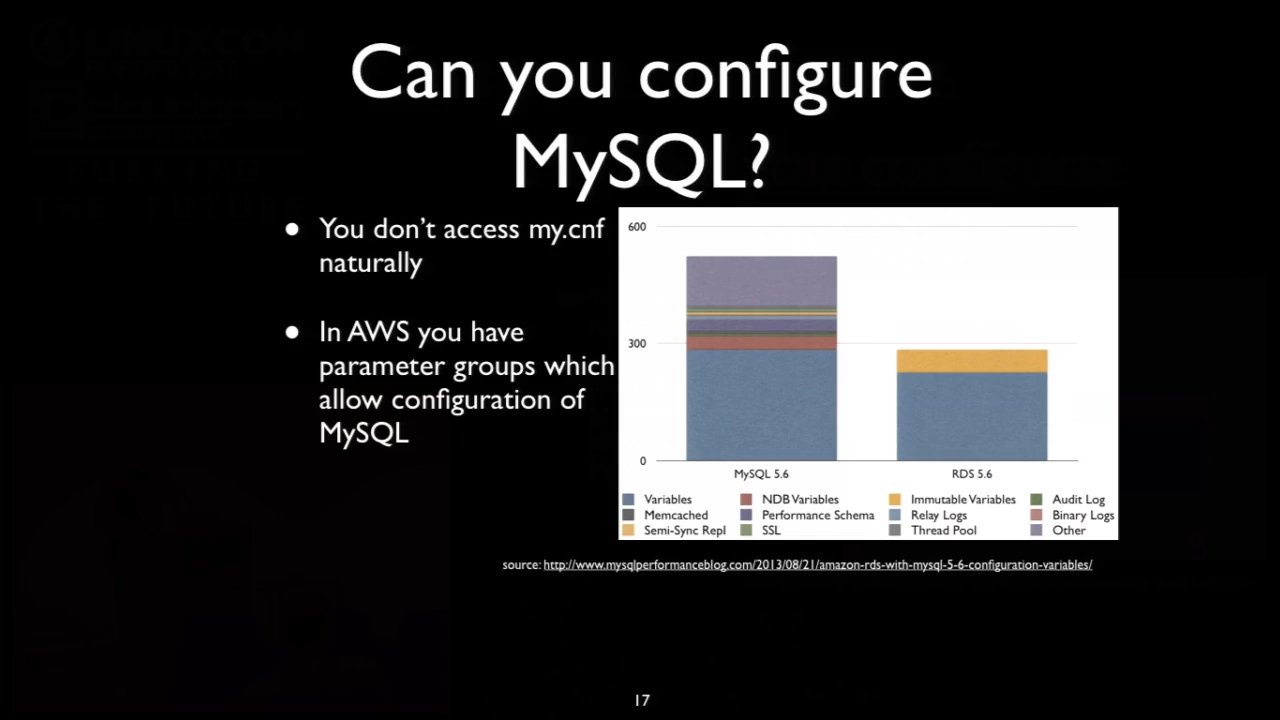 Can you configure
MySQL?
● You don't access my.cnf
naturally
● In AWS you have
parameter groups which
allow configuration of
MySQL
600
300
0
MySQL 5.6
RDS 5.6
Variables
NDB Variables
Immutable Variables
Audit Log
Memcached
Performance Schema
Relay Logs
Binary Logs
Semi-Sync Repl
SSL
Thread Pool
Other
source: http://www.mysqlperformanceblog.com/2013/08/21/amazon-rds-with-mysql-5-6-configuration-variables/
17
LINUXCON
THE FUTURE